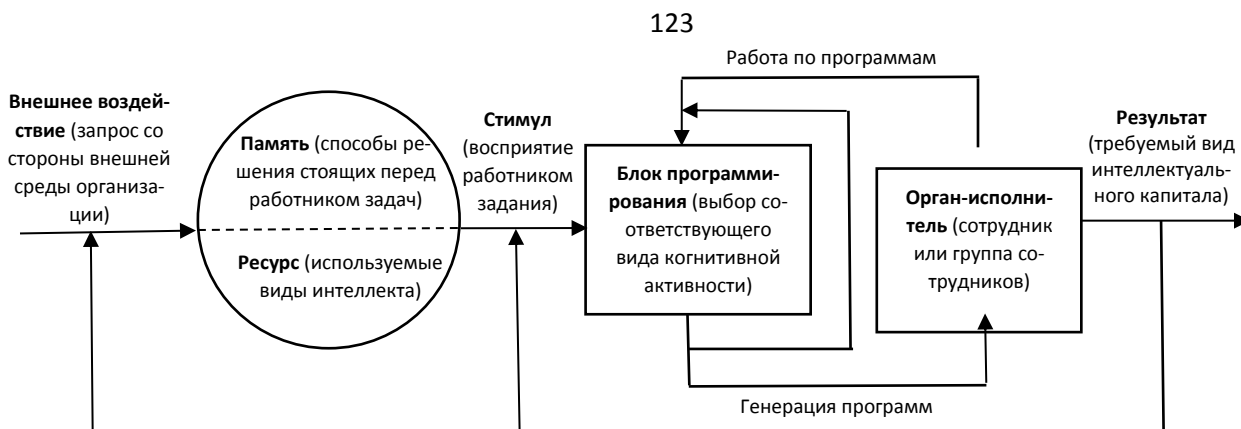 123
Работа по программам
Внешнее воздей-
ствие (запрос со
стороны внешней
среды организа-
ции)
Память (способы ре-
шения стоящих перед
работником задач)
Ресурс (используемые
виды интеллекта)
Стимул
(восприятие
работником
задания)
Блок программи-
рования (выбор со-
ответствующего
вида когнитивной
активности)
Орган-исполни-
тель (сотрудник
или группа со-
трудников)
Результат
(требуемый вид
интеллектуаль-
ного капитала)
Генерация программ